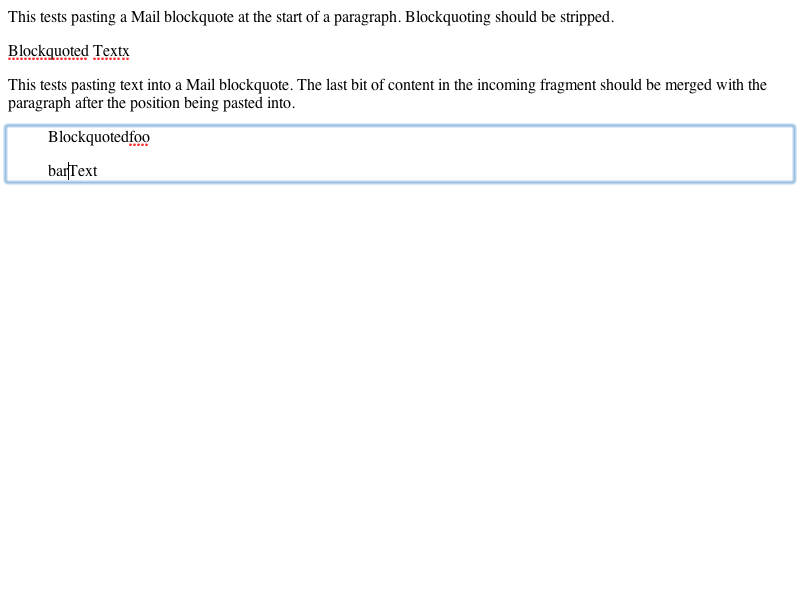 This tests pasting a Mail blockquote at the start of a paragraph. Blockquoting should be stripped.
Blockquoted Textx
This tests pasting text into a Mail blockquote. The last bit of content in the incoming fragment should be merged with the
paragraph after the position being pasted into.
Blockquotedfoo
barText